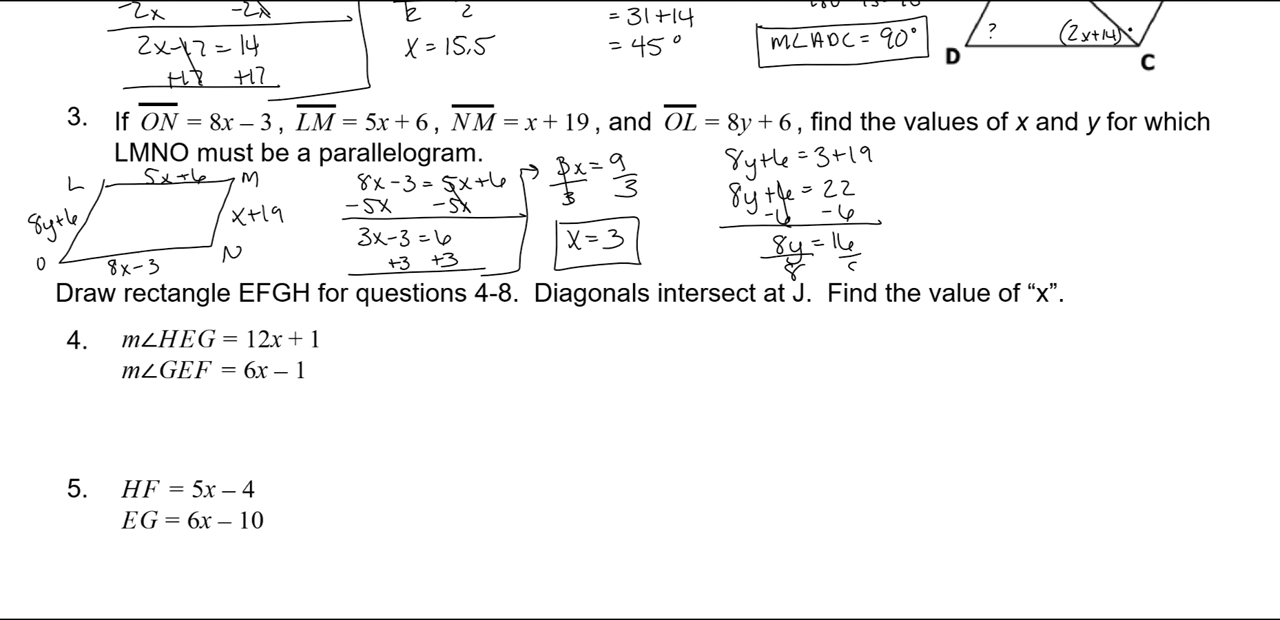 -2x -2x
2x-17 = 14
+17 +17
2 2
x = 15.5
= 31+14
= 45°
m∠ADC = 90°
D ? (2x+14) C
3. If ON = 8x – 3, LM = 5x + 6, NM = x + 19, and OL = 8y + 6, find the values of x and y for which
LMNO must be a parallelogram.
L 5x+6 M
8y+6 x+19
O 8x-3 N
8x-3 = 5x+6
-5x -5x
3x-3 = 6
+3 +3
3x = 9
3 3
x = 3
8y+6 = 3+19
8y+6 = 22
-6 -6
8y = 16
8
Draw rectangle EFGH for questions 4-8. Diagonals intersect at J. Find the value of “x”.
4. m∠HEG = 12x + 1
m∠GEF = 6x – 1
5. HF = 5x – 4
EG = 6x – 10